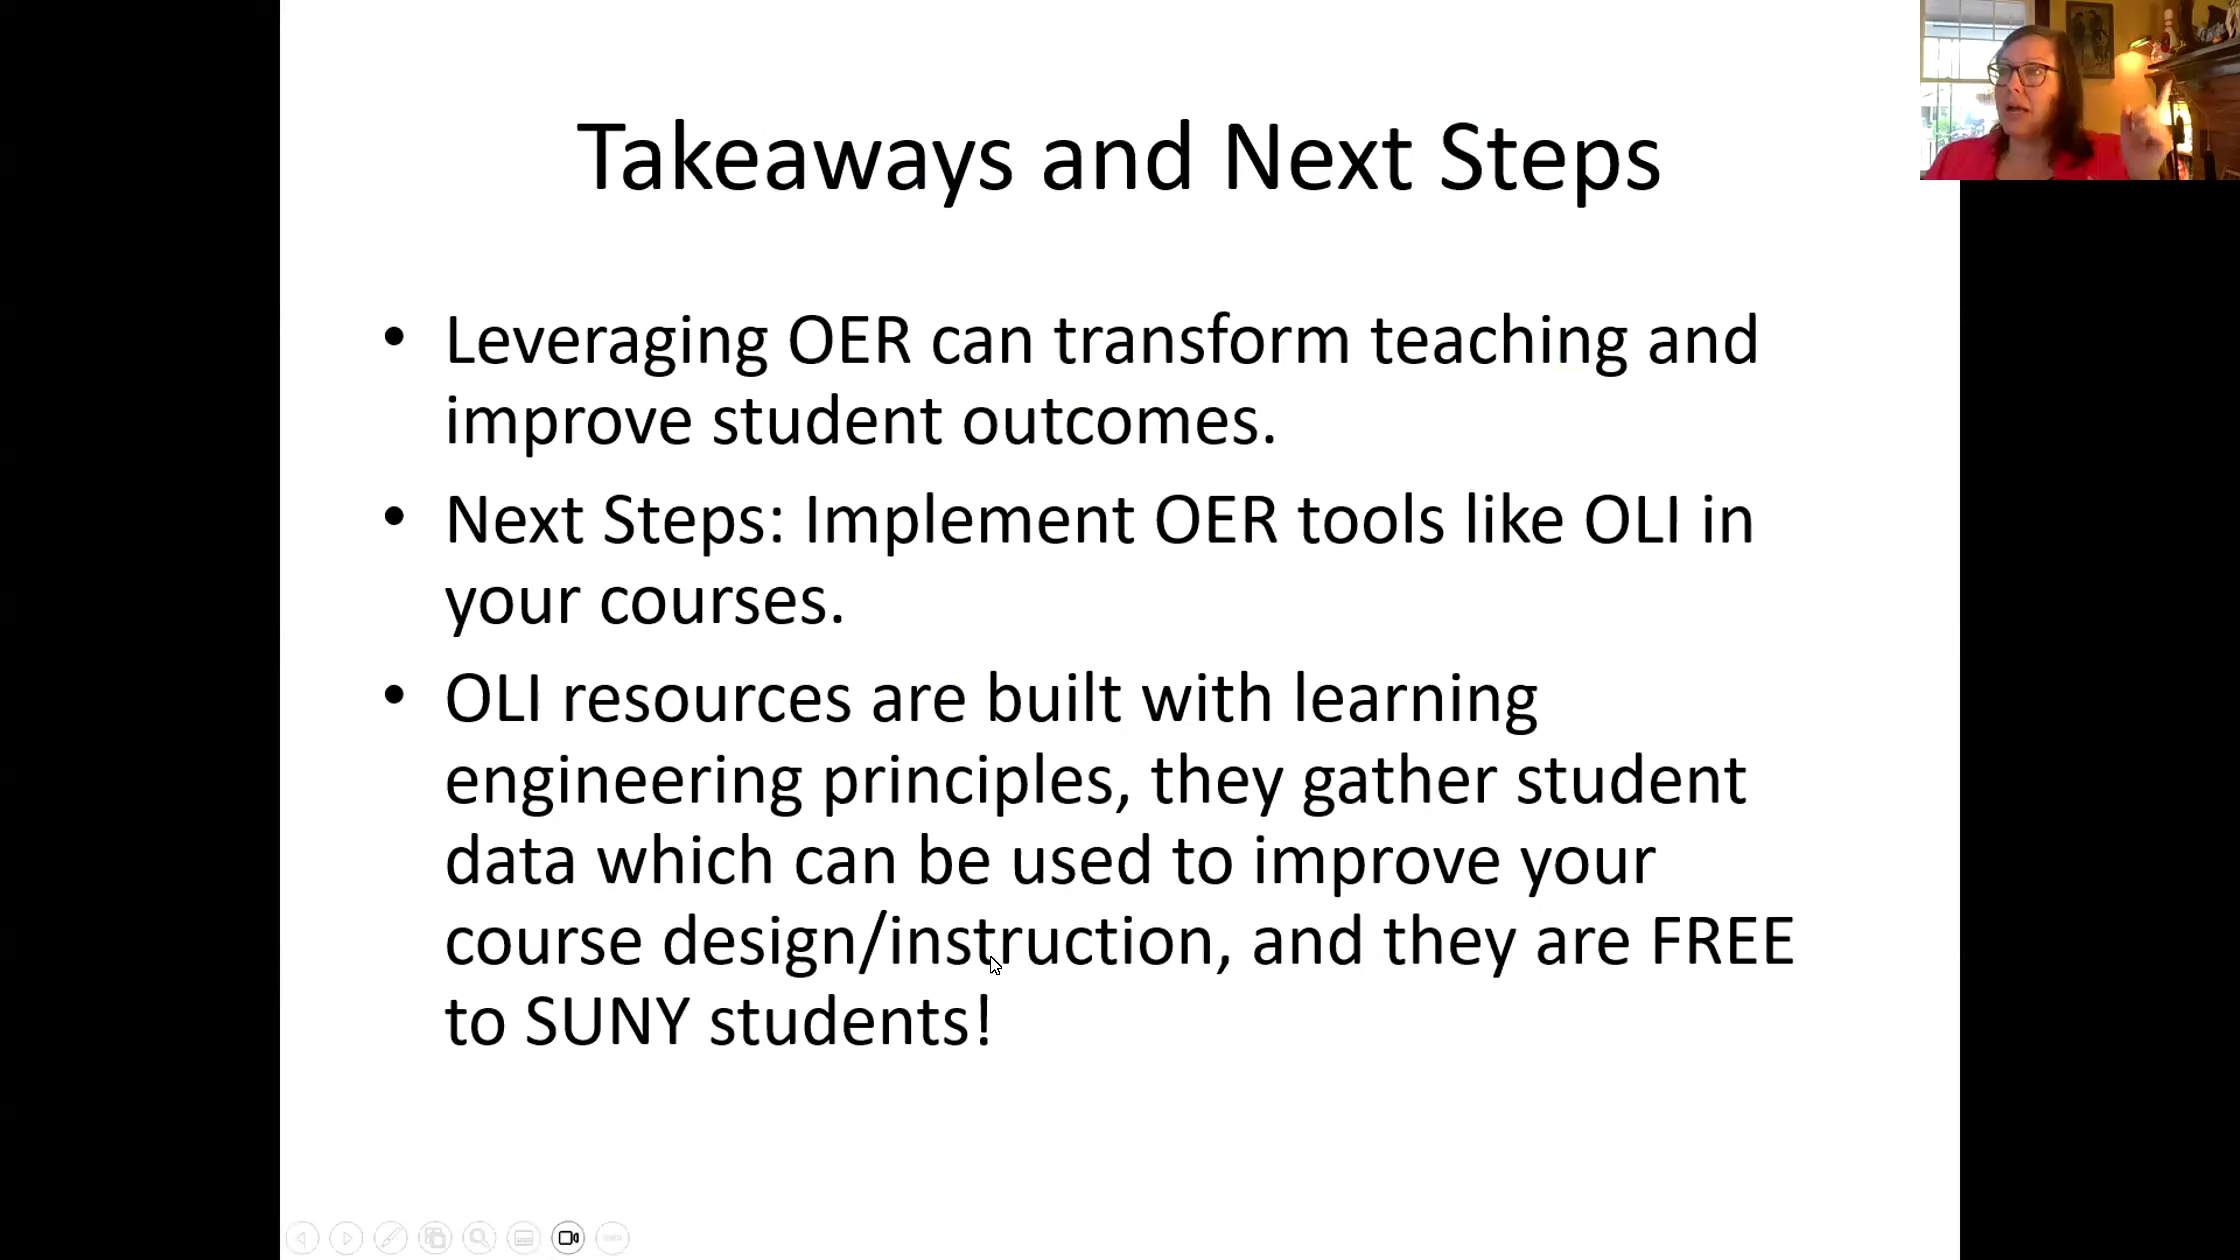 Takeaways and Next Steps
• Leveraging OER can transform teaching and
improve student outcomes.
• Next Steps: Implement OER tools like OLI in
your courses.
• OLI resources are built with learning
engineering principles, they gather student
data which can be used to improve your
course design/instruction, and they are FREE
to SUNY students!